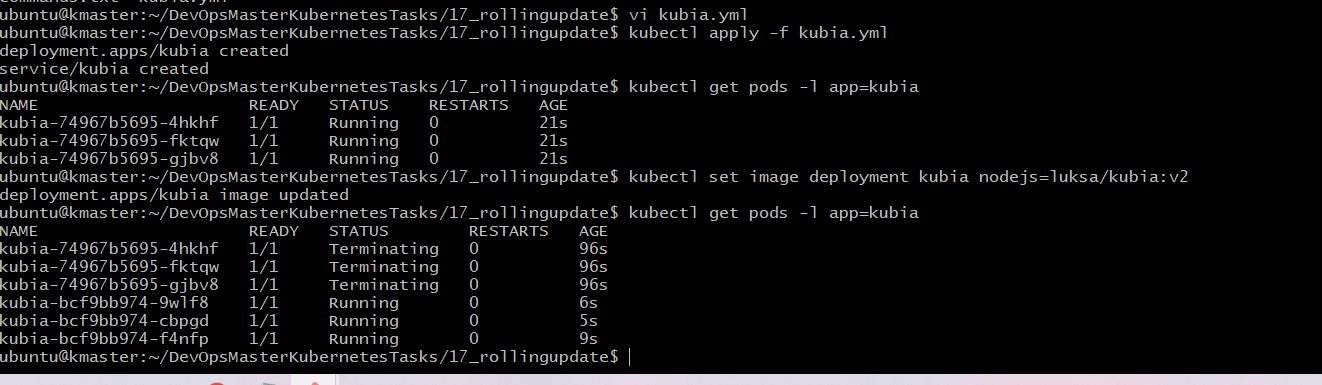 ubuntu@kmaster:~/DevOpsMasterKubernetesTasks/17_rollingupdate$ vi kubia.yml
ubuntu@kmaster:~/DevOpsMasterKubernetesTasks/17_rollingupdate$ kubectl apply -f kubia.yml
deployment.apps/kubia created
service/kubia created
ubuntu@kmaster:~/DevOpsMasterKubernetesTasks/17_rollingupdate$ kubectl get pods -l app=kubia
NAME READY STATUS RESTARTS AGE
kubia-74967b5695-4hkhf 1/1 Running 0 21s
kubia-74967b5695-fktqw 1/1 Running 0 21s
kubia-74967b5695-gjbv8 1/1 Running 0 21s
ubuntu@kmaster:~/DevOpsMasterKubernetesTasks/17_rollingupdate$ kubectl set image deployment kubia nodejs=luksa/kubia:v2
deployment.apps/kubia image updated
ubuntu@kmaster:~/DevOpsMasterKubernetesTasks/17_rollingupdate$ kubectl get pods -l app=kubia
NAME READY STATUS RESTARTS AGE
kubia-74967b5695-4hkhf 1/1 Terminating 0 96s
kubia-74967b5695-fktqw 1/1 Terminating 0 96s
kubia-74967b5695-gjbv8 1/1 Terminating 0 96s
kubia-bcf9bb974-9wlf8 1/1 Running 0 6s
kubia-bcf9bb974-cbpgd 1/1 Running 0 5s
kubia-bcf9bb974-f4nfp 1/1 Running 0 9s
ubuntu@kmaster:~/DevOpsMasterKubernetesTasks/17_rollingupdate$